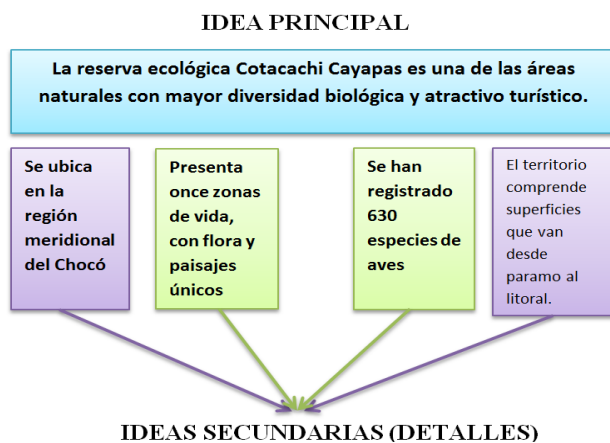 IDEA PRINCIPAL
La reserva ecológica Cotacachi Cayapas es una de las áreas
naturales con mayor diversidad biológica y atractivo turístico.
Se ubica
en la
región
meridional
del Chocó
Presenta
once zonas
de vida,
con flora y
paisajes
únicos
Se han
registrado
630
especies de
aves
El territorio
comprende
superficies
que van
desde
paramo al
litoral.
IDEAS SECUNDARIAS (DETALLES)